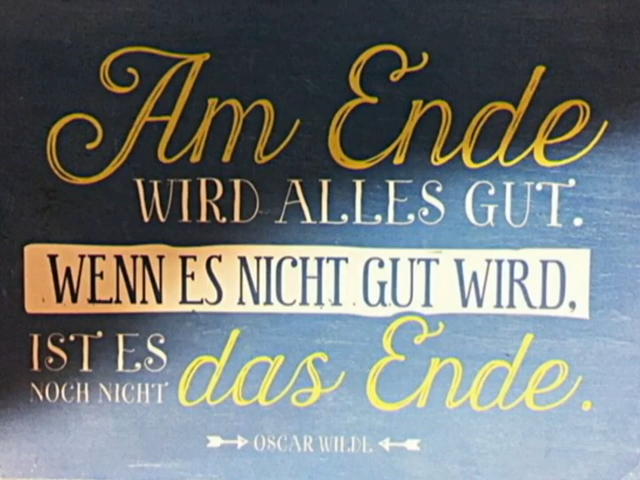 Am Ende
WIRD ALLES GUT.
WENN ES NICHT GUT WIRD,
IST ES
NOCH NICHT das Ende.
OSCAR WILDE